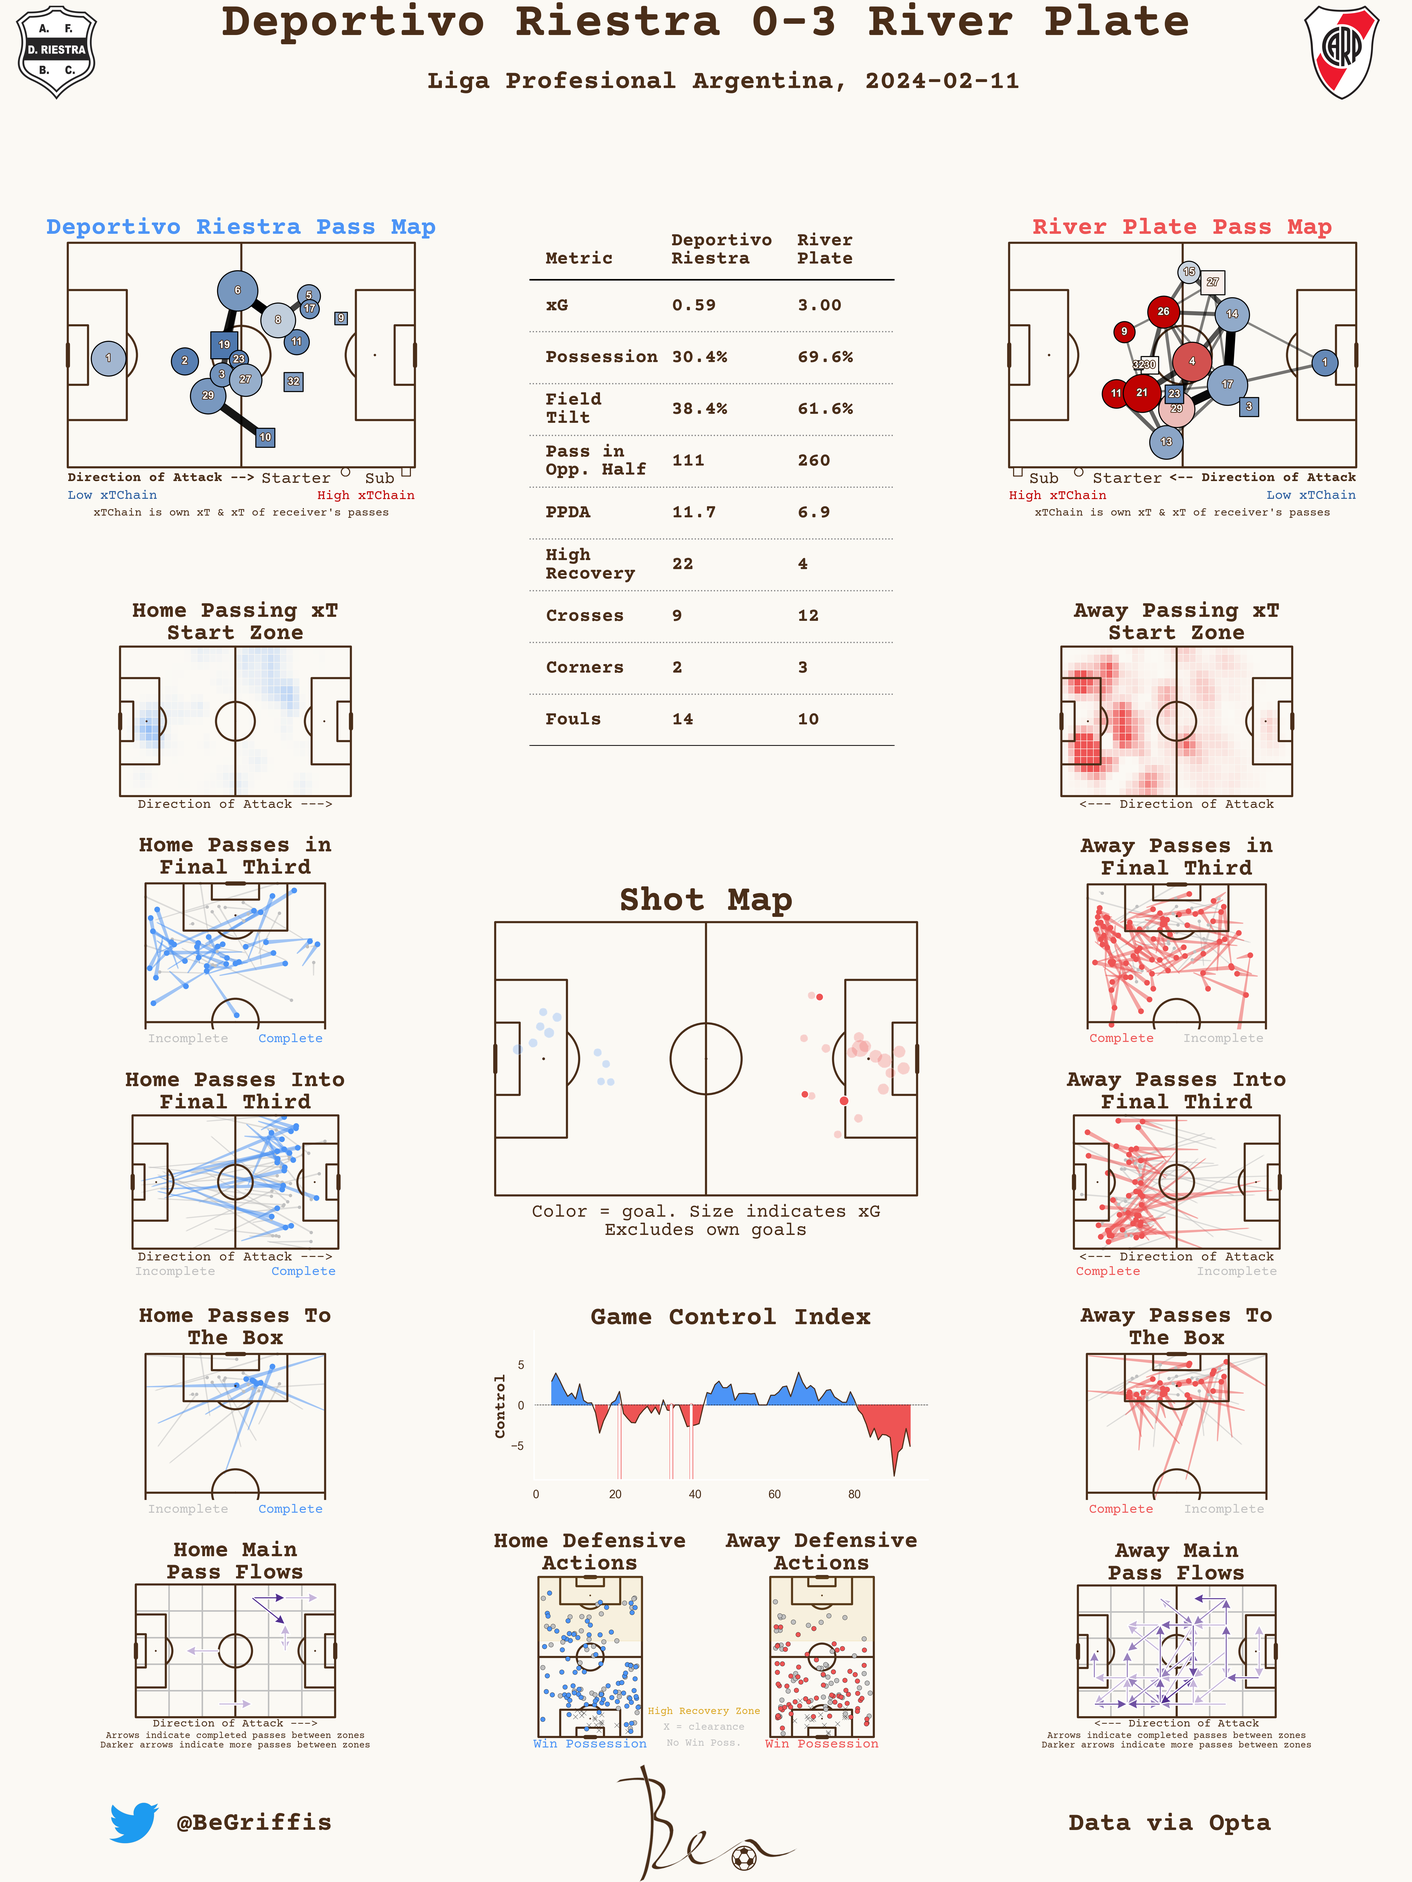 Deportivo Riestra 0-3 River Plate
Liga Profesional Argentina, 2024-02-11
A. F.
D. RIESTRA
B. C.
CARP
Deportivo Riestra Pass Map
6
5
17
8
9
19
11
1
2
23
3
27
32
29
10
Direction of Attack --> Starter Sub
Low xTChain High xTChain
xTChain is own xT & xT of receiver's passes
Metric Deportivo Riestra River Plate
xG 0.59 3.00
Possession 30.4% 69.6%
Field Tilt 38.4% 61.6%
Pass in Opp. Half 111 260
PPDA 11.7 6.9
High Recovery 22 4
Crosses 9 12
Corners 2 3
Fouls 14 10
River Plate Pass Map
15
27
26
14
9
3230
4
1
17
11
21
23
29
3
13
Sub Starter <-- Direction of Attack
High xTChain Low xTChain
xTChain is own xT & xT of receiver's passes
Home Passing xT
Start Zone
Direction of Attack --->
Away Passing xT
Start Zone
<--- Direction of Attack
Home Passes in
Final Third
Incomplete Complete
Shot Map
Color = goal. Size indicates xG
Excludes own goals
Away Passes in
Final Third
Complete Incomplete
Home Passes Into
Final Third
Direction of Attack --->
Incomplete Complete
Away Passes Into
Final Third
<--- Direction of Attack
Complete Incomplete
Home Passes To
The Box
Incomplete Complete
Game Control Index
Control
5
0
−5
0 20 40 60 80
Away Passes To
The Box
Complete Incomplete
Home Main
Pass Flows
Direction of Attack --->
Arrows indicate completed passes between zones
Darker arrows indicate more passes between zones
Home Defensive
Actions
Win Possession
High Recovery Zone
X = clearance
No Win Poss.
Away Defensive
Actions
Win Possession
Away Main
Pass Flows
<--- Direction of Attack
Arrows indicate completed passes between zones
Darker arrows indicate more passes between zones
@BeGriffis
Ben
Data via Opta